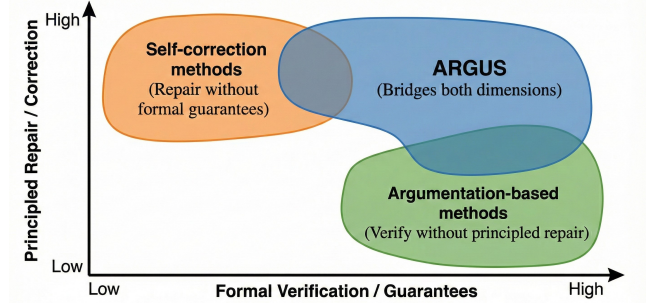 High
Principled Repair / Correction
Low
Self-correction
methods
(Repair without
formal guarantees)
ARGUS
(Bridges both dimensions)
Argumentation-based
methods
(Verify without principled repair)
Low
Formal Verification / Guarantees
High